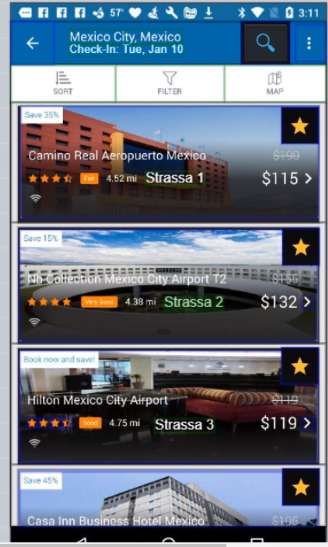 57° 3:11
Mexico City, Mexico
Check-In: Tue, Jan 10
SORT FILTER MAP
Save 35%
Camino Real Aeropuerto Mexico $190
Fair 4.52 mi Strassa 1 $115
Save 15%
Nh Collection Mexico City Airport T2 $155
Very Good 4.38 mi Strassa 2 $132
Book now and save!
Hilton Mexico City Airport $119
Good 4.75 mi Strassa 3 $119
Save 45%
Casa Inn Business Hotel Mexico $195